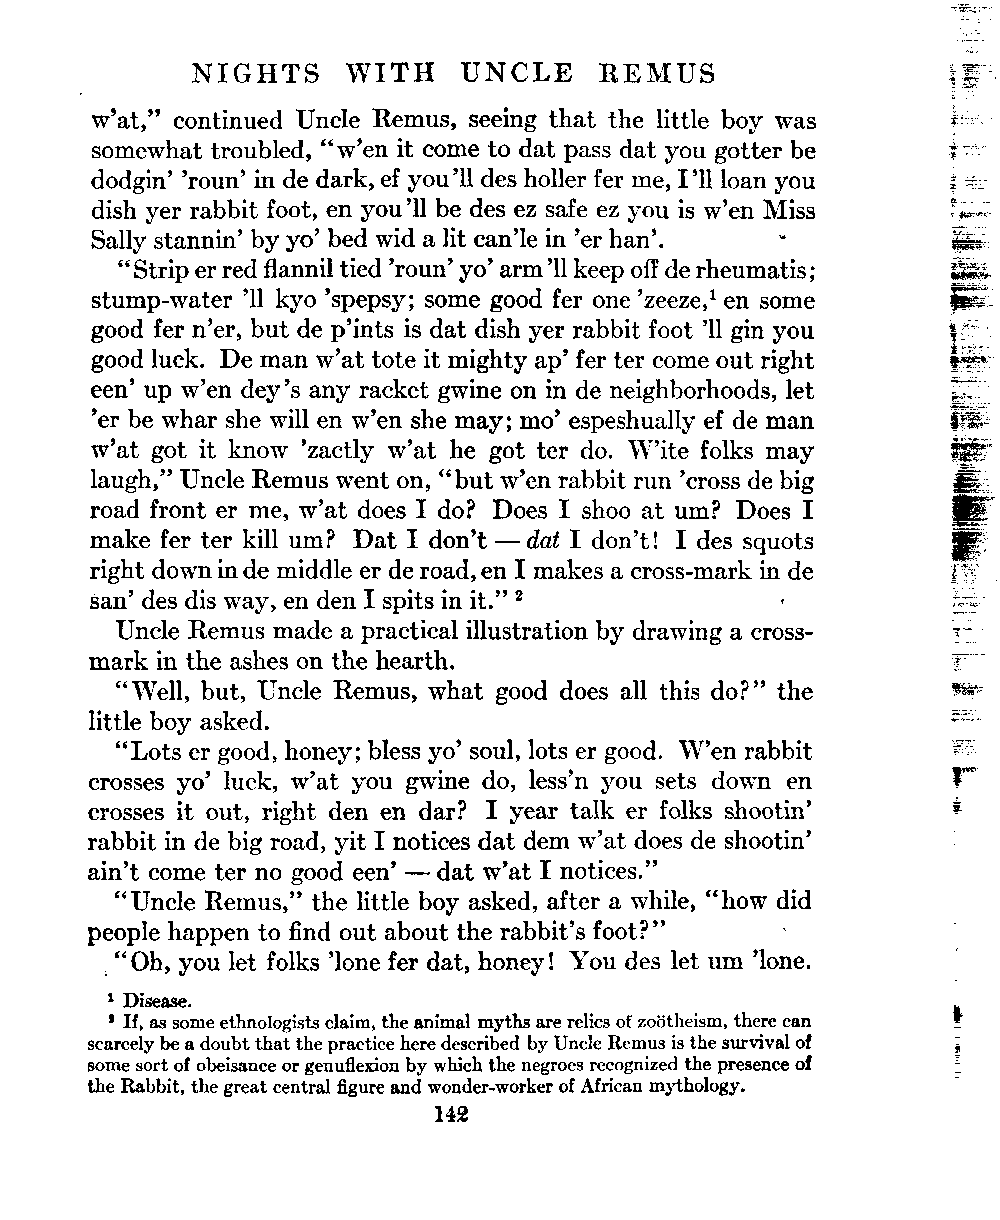 NIGHTS WITH UNCLE REMUS
w'at,” continued Uncle Remus, seeing that the little boy was
somewhat troubled, “w'en it come to dat pass dat you gotter be
dodgin' 'roun' in de dark, ef you'll des holler fer me, I'll loan you
dish yer rabbit foot, en you'll be des ez safe ez you is w'en Miss
Sally stannin' by yo' bed wid a lit can'le in 'er han'.
“Strip er red flannil tied 'roun' yo' arm 'll keep off de rheumatis;
stump-water 'll kyo 'spepsy; some good fer one 'zeeze,¹ en some
good fer n'er, but de p'ints is dat dish yer rabbit foot 'll gin you
good luck. De man w'at tote it mighty ap' fer ter come out right
een' up w'en dey's any racket gwine on in de neighborhoods, let
'er be whar she will en w'en she may; mo' espeshually ef de man
w'at got it know 'zactly w'at he got ter do. W'ite folks may
laugh,” Uncle Remus went on, “but w'en rabbit run 'cross de big
road front er me, w'at does I do? Does I shoo at um? Does I
make fer ter kill um? Dat I don't — dat I don't! I des squots
right down in de middle er de road, en I makes a cross-mark in de
san' des dis way, en den I spits in it.” ²
Uncle Remus made a practical illustration by drawing a cross-
mark in the ashes on the hearth.
“Well, but, Uncle Remus, what good does all this do?” the
little boy asked.
“Lots er good, honey; bless yo' soul, lots er good. W'en rabbit
crosses yo' luck, w'at you gwine do, less'n you sets down en
crosses it out, right den en dar? I year talk er folks shootin'
rabbit in de big road, yit I notices dat dem w'at does de shootin'
ain't come ter no good een' — dat w'at I notices.”
“Uncle Remus,” the little boy asked, after a while, “how did
people happen to find out about the rabbit's foot?”
“Oh, you let folks 'lone fer dat, honey! You des let um 'lone.
¹ Disease.
² If, as some ethnologists claim, the animal myths are relics of zoötheism, there can
scarcely be a doubt that the practice here described by Uncle Remus is the survival of
some sort of obeisance or genuflexion by which the negroes recognized the presence of
the Rabbit, the great central figure and wonder-worker of African mythology.
142